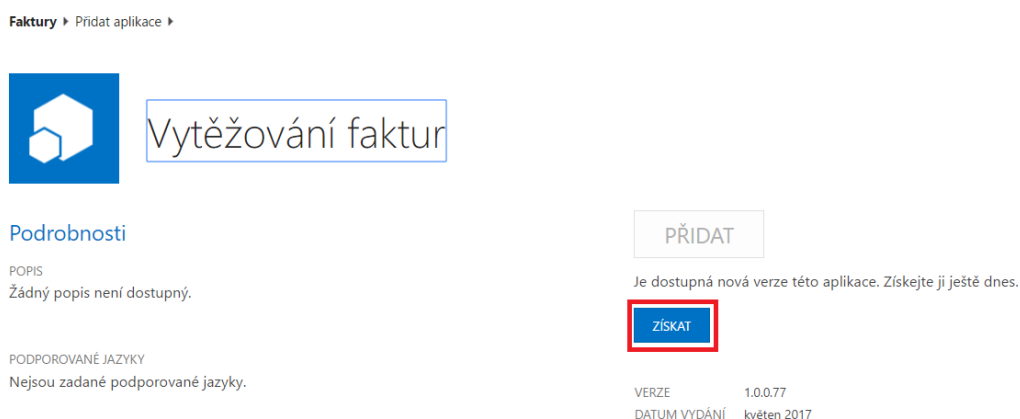 Faktury ▸ Přidat aplikace ▸
Vytěžování faktur
Podrobnosti
POPIS
Žádný popis není dostupný.
PODPOROVANÉ JAZYKY
Nejsou zadané podporované jazyky.
PŘIDAT
Je dostupná nová verze této aplikace. Získejte ji ještě dnes.
ZÍSKAT
VERZE 1.0.0.77
DATUM VYDÁNÍ květen 2017